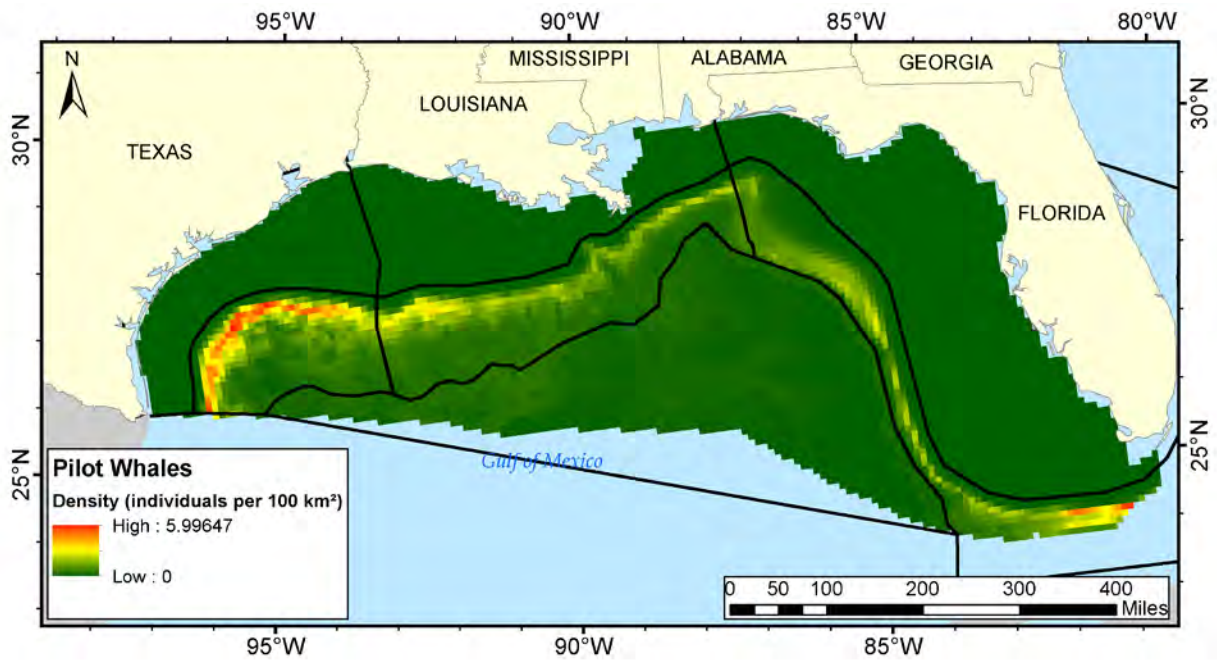 95°W 90°W 85°W 80°W
N
MISSISSIPPI ALABAMA GEORGIA
LOUISIANA
TEXAS
30°N 30°N
FLORIDA
25°N 25°N
Gulf of Mexico
Pilot Whales
Density (individuals per 100 km²)
High : 5.99647
Low : 0
0 50 100 200 300 400
Miles
95°W 90°W 85°W 80°W